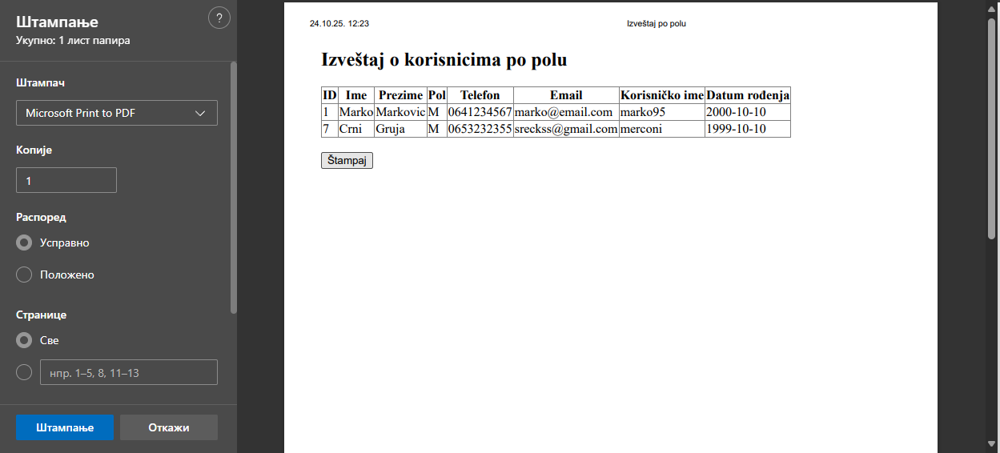 Штампање
?
Укупно: 1 лист папира
Штампач
Microsoft Print to PDF
Копије
1
Распоред
Усправно
Положено
Странице
Све
нпр. 1–5, 8, 11–13
Штампање Откажи
24.10.25. 12:23 Izveštaj po polu
Izveštaj o korisnicima po polu
ID Ime Prezime Pol Telefon Email Korisničko ime Datum rođenja
1 Marko Markovic M 0641234567 marko@email.com marko95 2000-10-10
7 Crni Gruja M 0653232355 sreckss@gmail.com merconi 1999-10-10
Štampaj